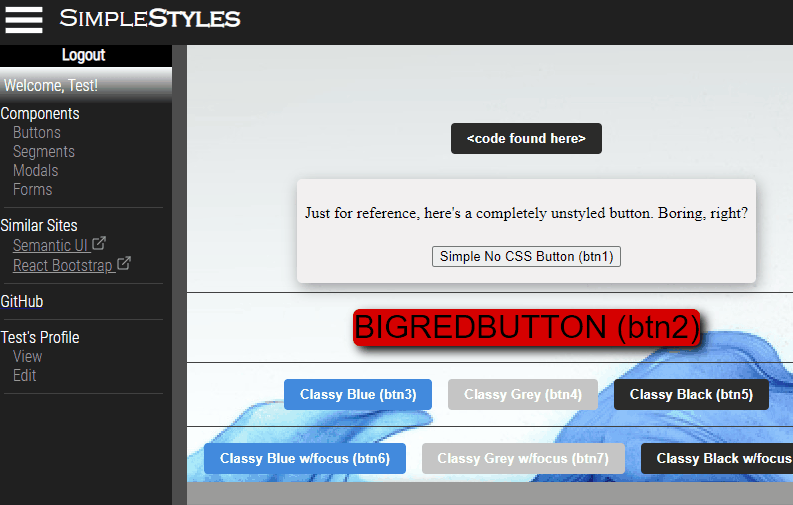 SimpleStyles
Logout
Welcome, Test!
Components
Buttons
Segments
Modals
Forms
Similar Sites
Semantic UI
React Bootstrap
GitHub
Test's Profile
View
Edit
<code found here>
Just for reference, here's a completely unstyled button. Boring, right?
Simple No CSS Button (btn1)
BIGREDBUTTON (btn2)
Classy Blue (btn3) Classy Grey (btn4) Classy Black (btn5)
Classy Blue w/focus (btn6) Classy Grey w/focus (btn7) Classy Black w/focus